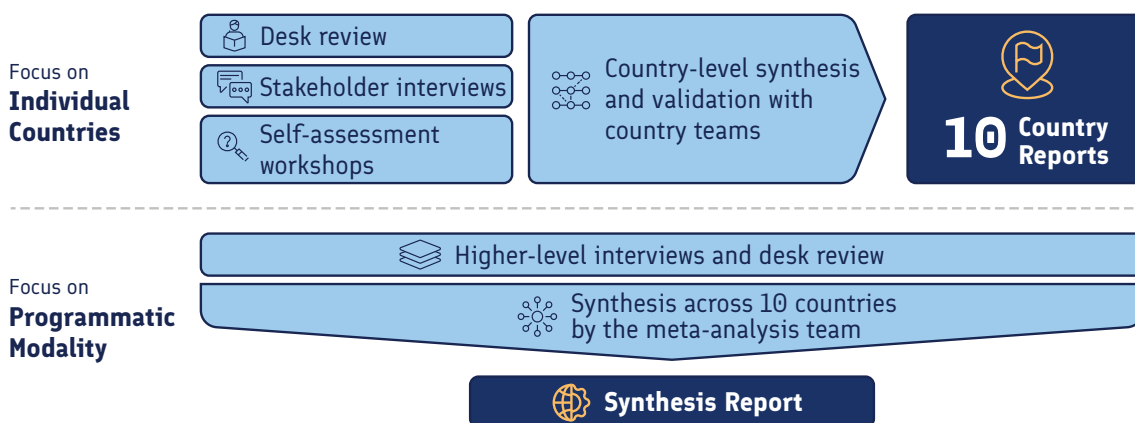 Focus on
Individual
Countries
Desk review
Stakeholder interviews
Self-assessment
workshops
Country-level synthesis
and validation with
country teams
10 Country
Reports
Focus on
Programmatic
Modality
Higher-level interviews and desk review
Synthesis across 10 countries
by the meta-analysis team
Synthesis Report